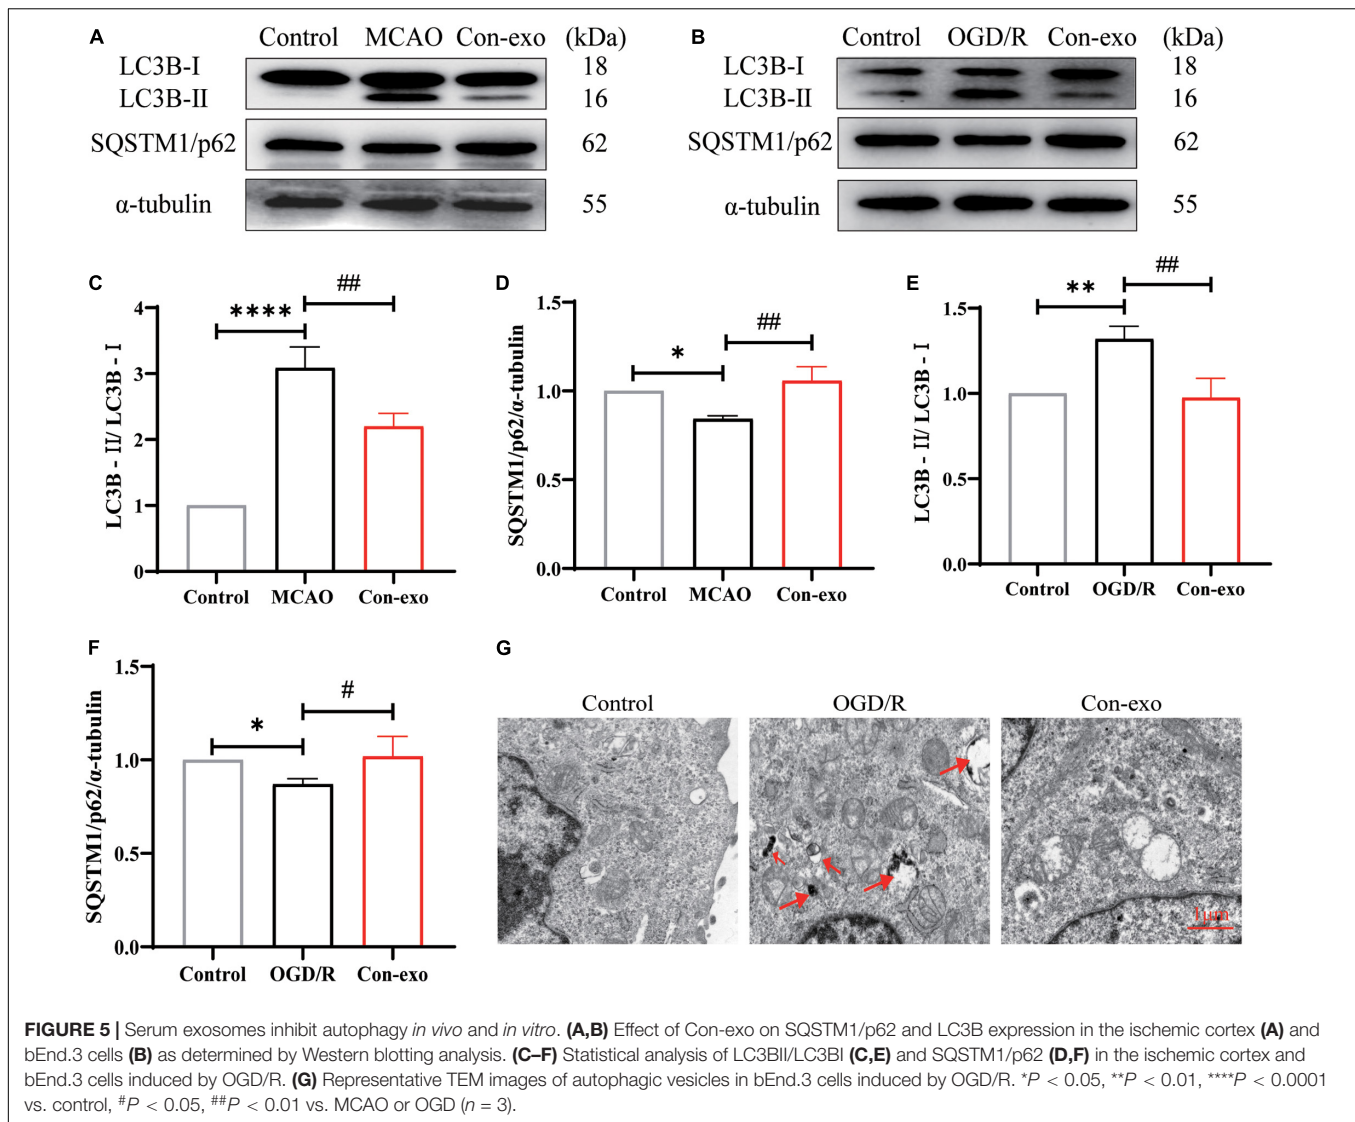 A
Control MCAO Con-exo (kDa)
LC3B-I 18
LC3B-II 16
SQSTM1/p62 62
α-tubulin 55
B
Control OGD/R Con-exo (kDa)
LC3B-I 18
LC3B-II 16
SQSTM1/p62 62
α-tubulin 55
C
LC3B - II/ LC3B - I
4
3
2
1
0
****
##
Control MCAO Con-exo
D
SQSTM1/p62/α-tubulin
1.5
1.0
0.5
0.0
*
##
Control MCAO Con-exo
E
LC3B - II/ LC3B - I
1.5
1.0
0.5
0.0
**
##
Control OGD/R Con-exo
F
SQSTM1/p62/α-tubulin
1.5
1.0
0.5
0.0
*
#
Control OGD/R Con-exo
G
Control OGD/R Con-exo
1μm
FIGURE 5 | Serum exosomes inhibit autophagy in vivo and in vitro. (A,B) Effect of Con-exo on SQSTM1/p62 and LC3B expression in the ischemic cortex (A) and
bEnd.3 cells (B) as determined by Western blotting analysis. (C–F) Statistical analysis of LC3BII/LC3BI (C,E) and SQSTM1/p62 (D,F) in the ischemic cortex and
bEnd.3 cells induced by OGD/R. (G) Representative TEM images of autophagic vesicles in bEnd.3 cells induced by OGD/R. *P < 0.05, **P < 0.01, ****P < 0.0001
vs. control, #P < 0.05, ##P < 0.01 vs. MCAO or OGD (n = 3).